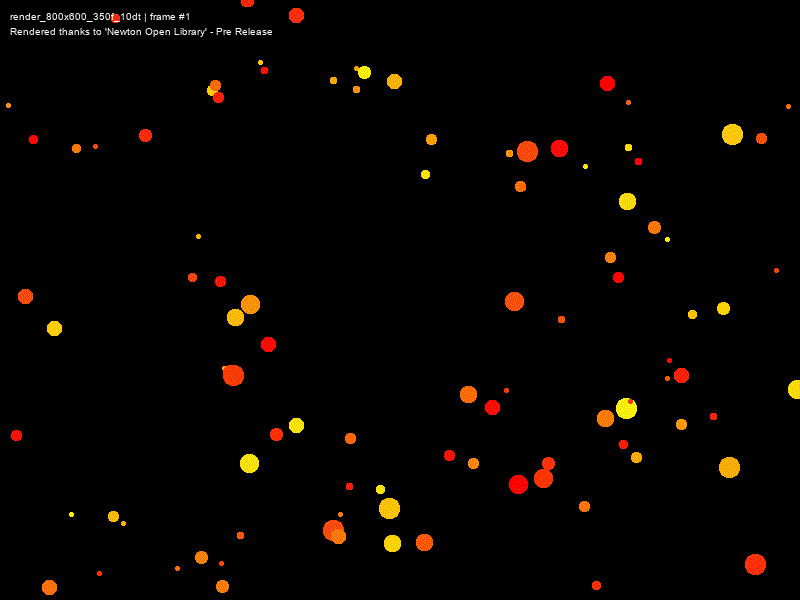 render_800x600_350f_10dt | frame #1
Rendered thanks to 'Newton Open Library' - Pre Release